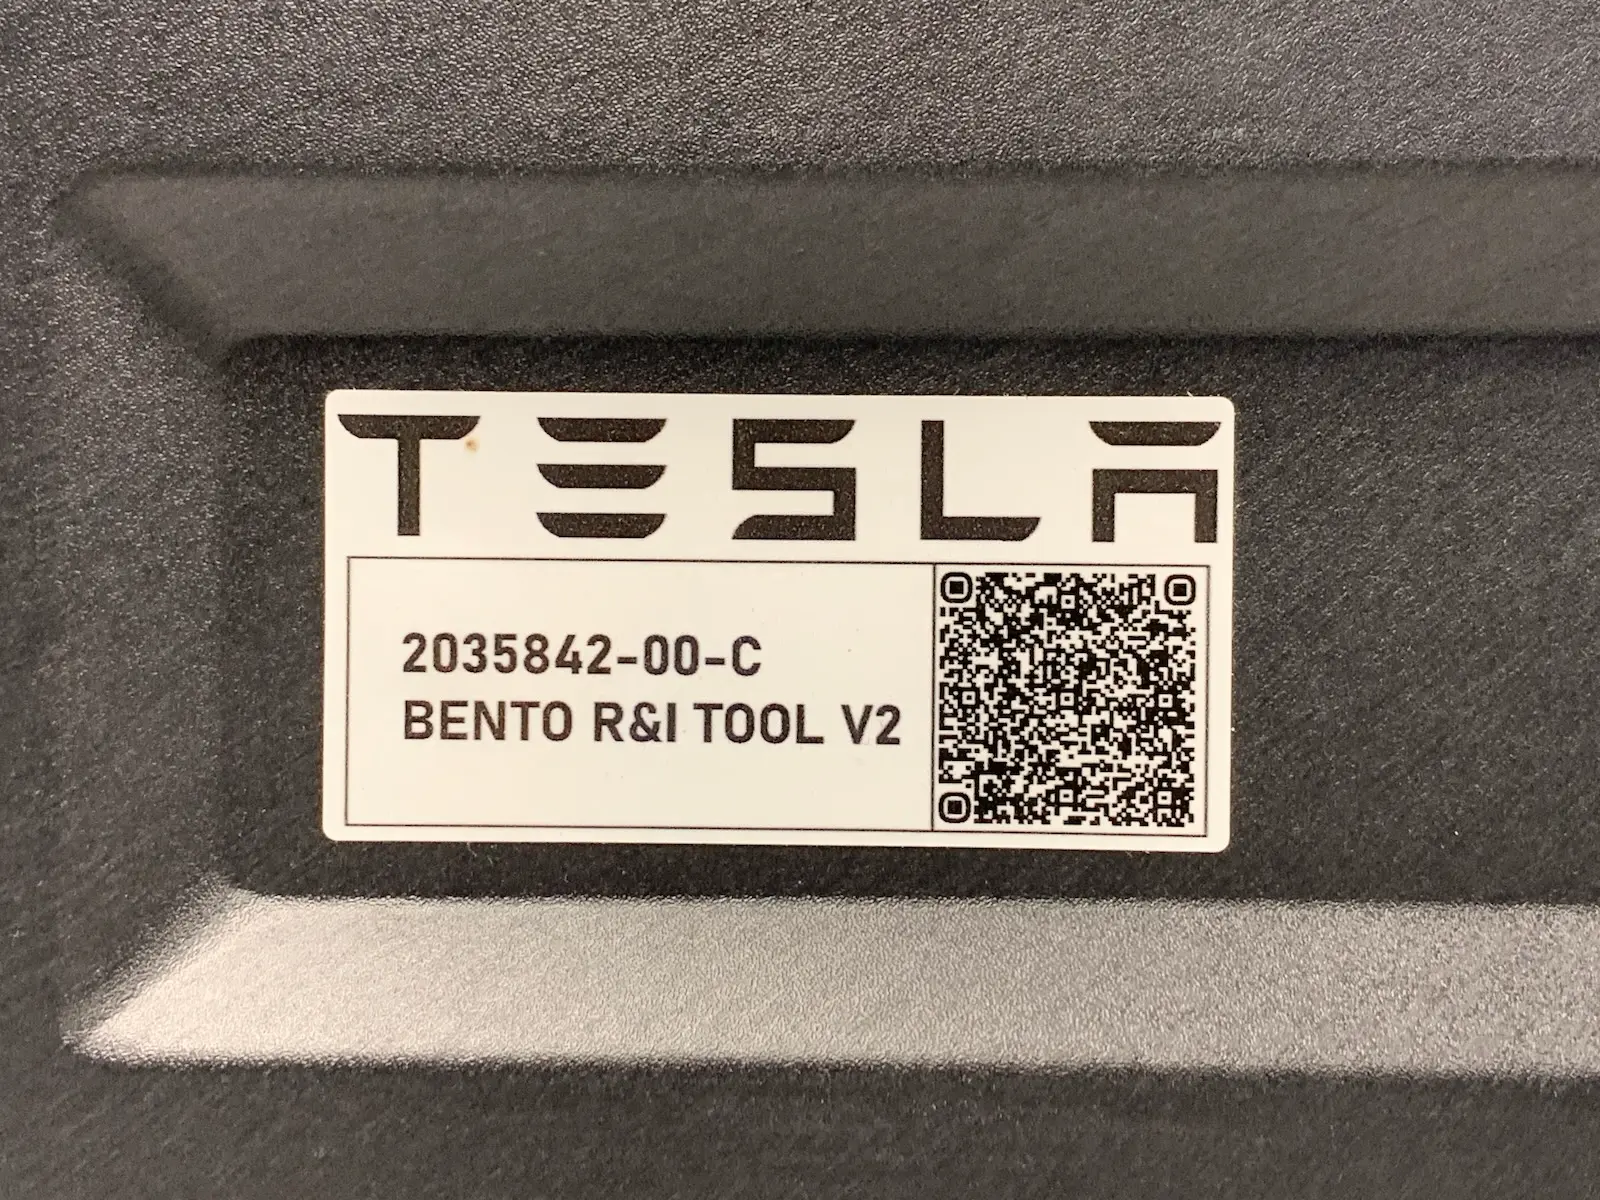 TESLA
2035842-00-C
BENTO R&I TOOL V2